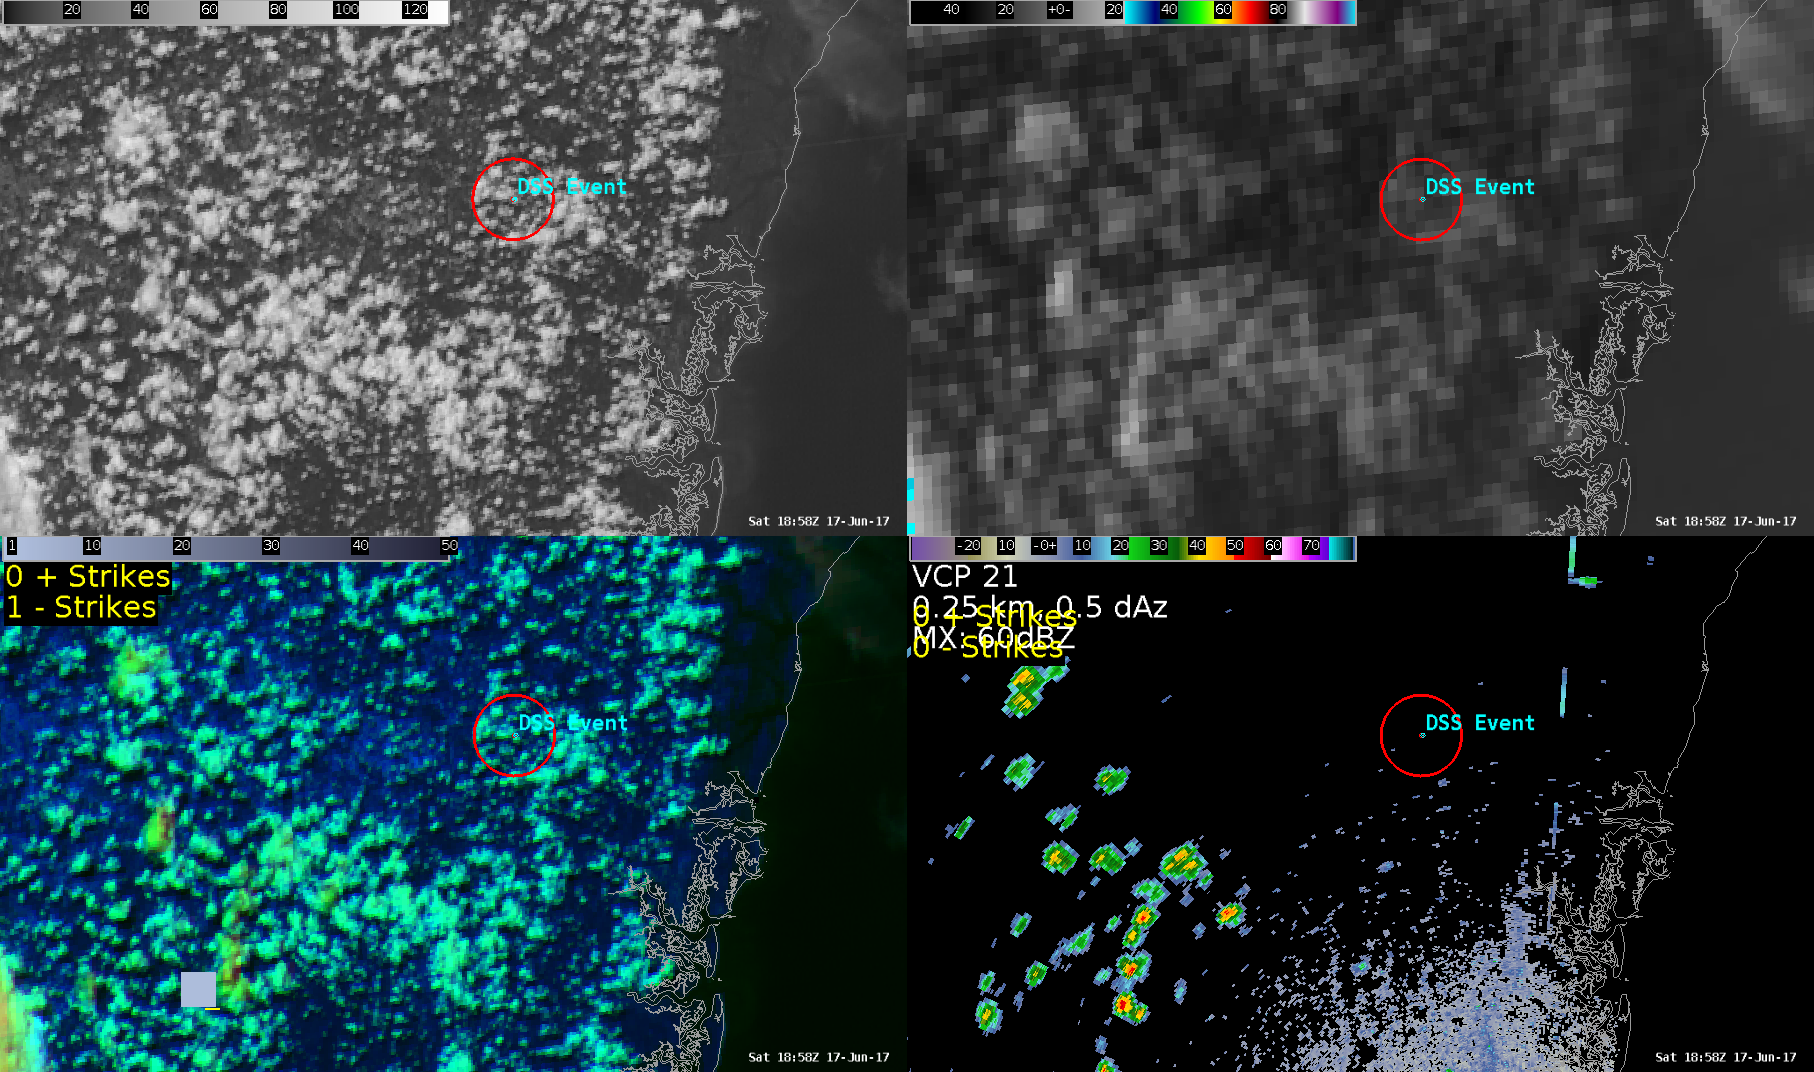 20 40 60 80 100 120
40 20 +0- 20 40 60 80
DSS Event
DSS Event
Sat 18:58Z 17-Jun-17
Sat 18:58Z 17-Jun-17
1 10 20 30 40 50
-20 10 -0+ 10 20 30 40 50 60 70
0 + Strikes
1 - Strikes
VCP 21
0.25 km, 0.5 dAz
0 + Strikes
MX: 60dBZ
0 - Strikes
DSS Event
DSS Event
Sat 18:58Z 17-Jun-17
Sat 18:58Z 17-Jun-17